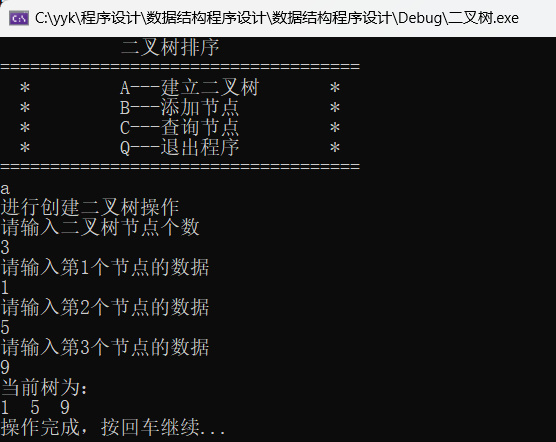 C:\yyk\程序设计\数据结构程序设计\数据结构程序设计\Debug\二叉树.exe
二叉树排序
====================================
* A---建立二叉树 *
* B---添加节点 *
* C---查询节点 *
* Q---退出程序 *
====================================
a
进行创建二叉树操作
请输入二叉树节点个数
3
请输入第1个节点的数据
1
请输入第2个节点的数据
5
请输入第3个节点的数据
9
当前树为：
1 5 9
操作完成，按回车继续...